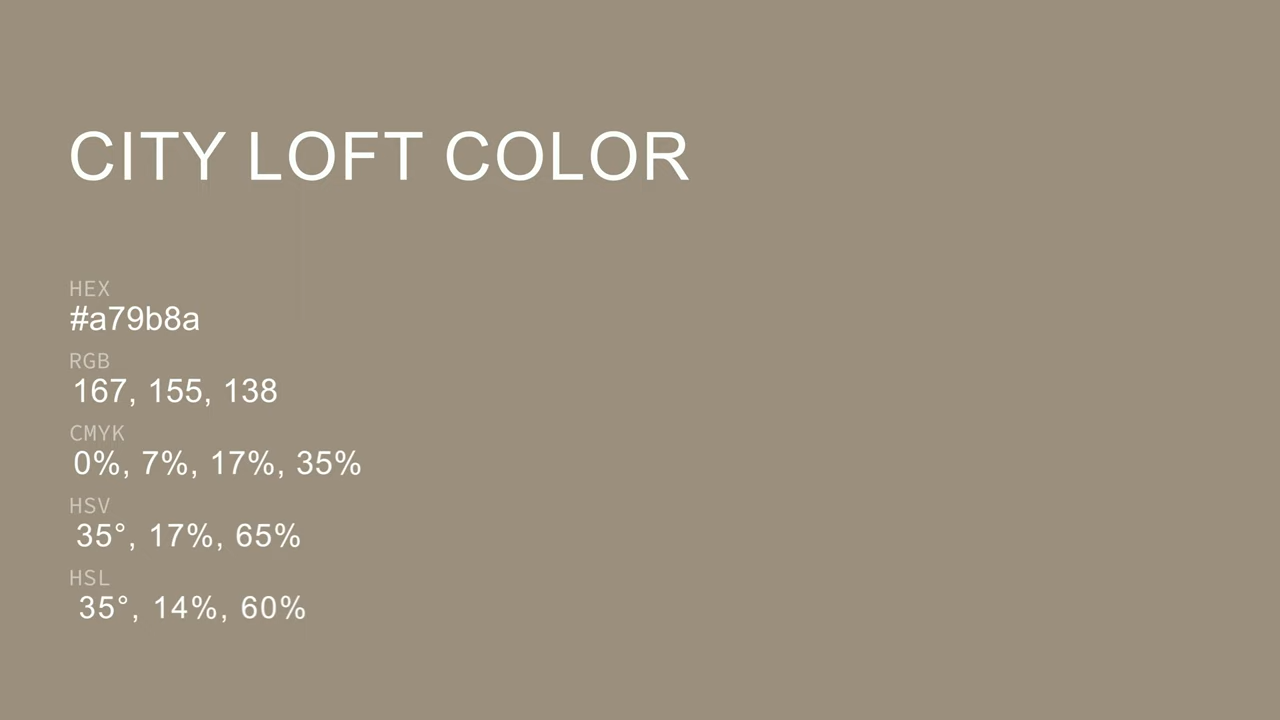 CITY LOFT COLOR
HEX
#a79b8a
RGB
167, 155, 138
CMYK
0%, 7%, 17%, 35%
HSV
35°, 17%, 65%
HSL
35°, 14%, 60%